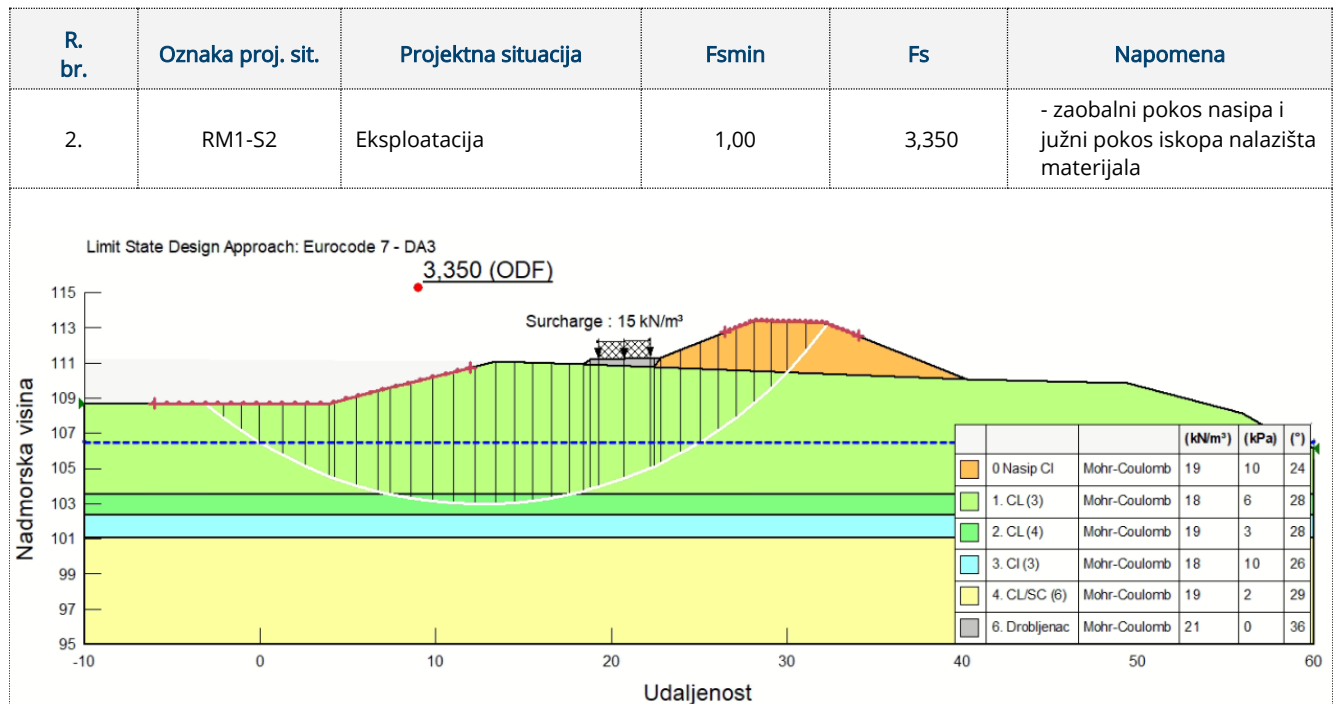 R. br.
Oznaka proj. sit.
Projektna situacija
Fsmin
Fs
Napomena
2.
RM1-S2
Eksploatacija
1,00
3,350
- zaobalni pokos nasipa i
južni pokos iskopa nalazišta
materijala
Limit State Design Approach: Eurocode 7 - DA3
3,350 (ODF)
Surcharge : 15 kN/m³
Nadmorska visina
115
113
111
109
107
105
103
101
99
97
95
(kN/m³) (kPa) (°)
0 Nasip CI Mohr-Coulomb 19 10 24
1. CL (3) Mohr-Coulomb 18 6 28
2. CL (4) Mohr-Coulomb 19 3 28
3. CI (3) Mohr-Coulomb 18 10 26
4. CL/SC (6) Mohr-Coulomb 19 2 29
6. Drobljenac Mohr-Coulomb 21 0 36
-10 0 10 20 30 40 50 60
Udaljenost